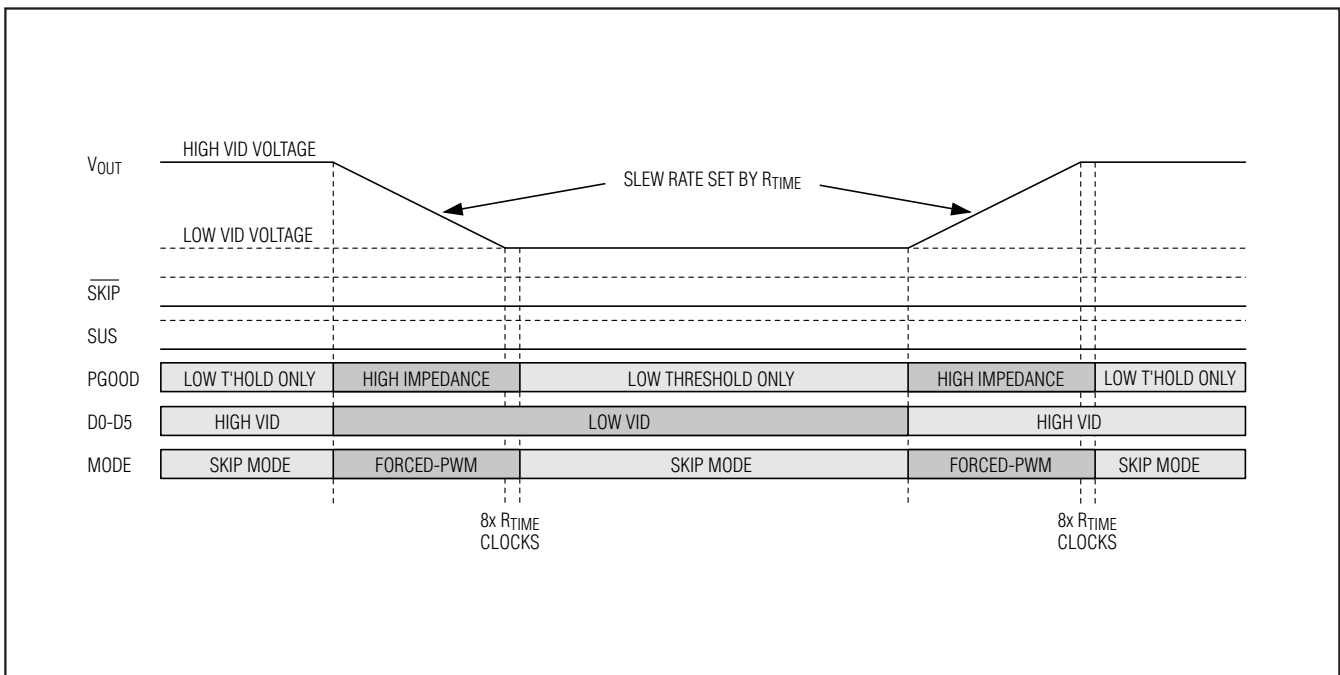 HIGH VID VOLTAGE
VOUT
SLEW RATE SET BY RTIME
LOW VID VOLTAGE
SKIP
SUS
PGOOD LOW T'HOLD ONLY HIGH IMPEDANCE LOW THRESHOLD ONLY HIGH IMPEDANCE LOW T'HOLD ONLY
D0-D5 HIGH VID LOW VID HIGH VID
MODE SKIP MODE FORCED-PWM SKIP MODE FORCED-PWM SKIP MODE
8x RTIME
CLOCKS
8x RTIME
CLOCKS